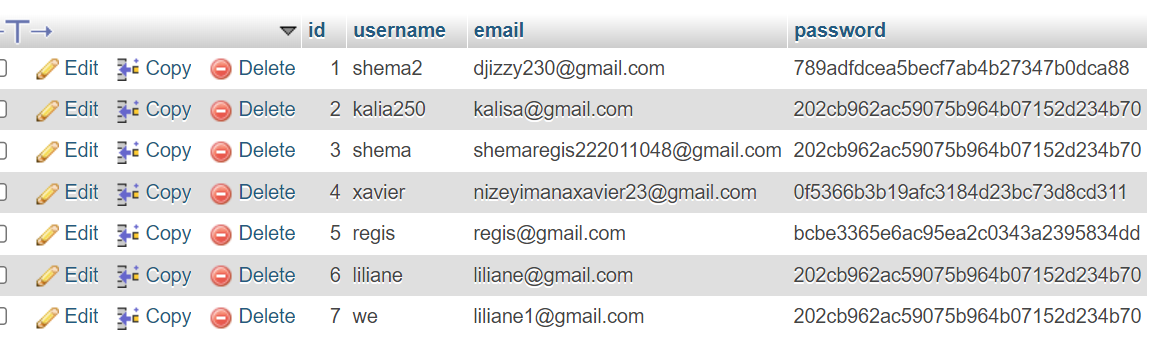 id username email password
Edit Copy Delete 1 shema2 djizzy230@gmail.com 789adfdcea5becf7ab4b27347b0dca88
Edit Copy Delete 2 kalia250 kalisa@gmail.com 202cb962ac59075b964b07152d234b70
Edit Copy Delete 3 shema shemaregis222011048@gmail.com 202cb962ac59075b964b07152d234b70
Edit Copy Delete 4 xavier nizeyimanaxavier23@gmail.com 0f5366b3b19afc3184d23bc73d8cd311
Edit Copy Delete 5 regis regis@gmail.com bcbe3365e6ac95ea2c0343a2395834dd
Edit Copy Delete 6 liliane liliane@gmail.com 202cb962ac59075b964b07152d234b70
Edit Copy Delete 7 we liliane1@gmail.com 202cb962ac59075b964b07152d234b70